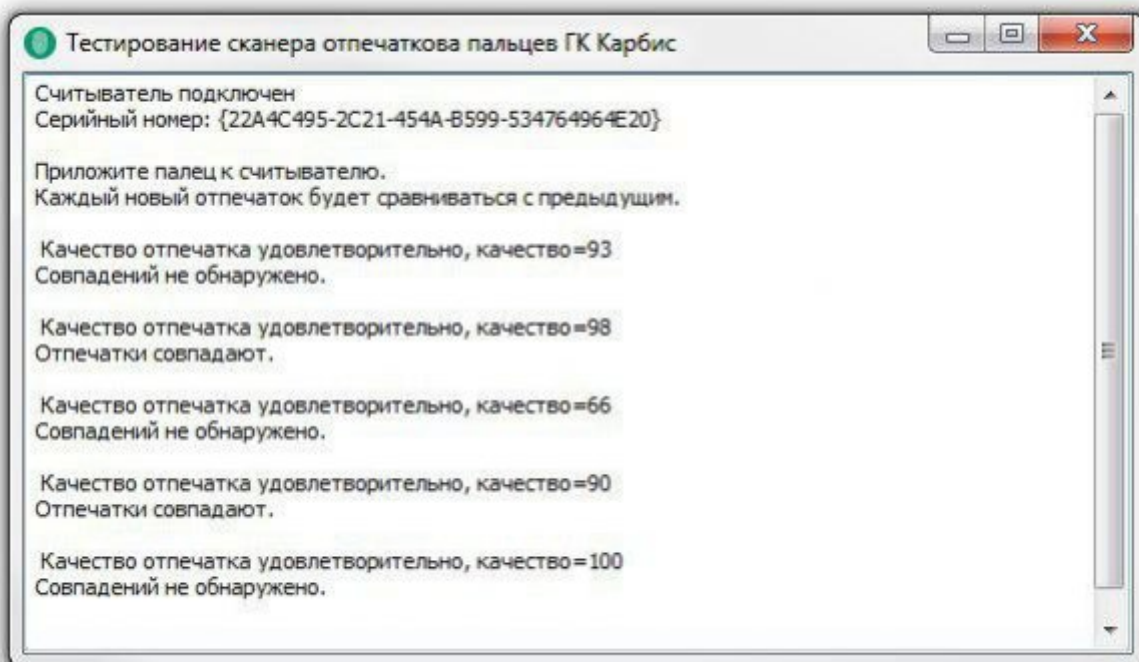 Тестирование сканера отпечаткова пальцев ГК Карбис
Считыватель подключен
Серийный номер: {22A4C495-2C21-454A-B599-534764964E20}
Приложите палец к считывателю.
Каждый новый отпечаток будет сравниваться с предыдущим.
Качество отпечатка удовлетворительно, качество=93
Совпадений не обнаружено.
Качество отпечатка удовлетворительно, качество=98
Отпечатки совпадают.
Качество отпечатка удовлетворительно, качество=66
Совпадений не обнаружено.
Качество отпечатка удовлетворительно, качество=90
Отпечатки совпадают.
Качество отпечатка удовлетворительно, качество=100
Совпадений не обнаружено.